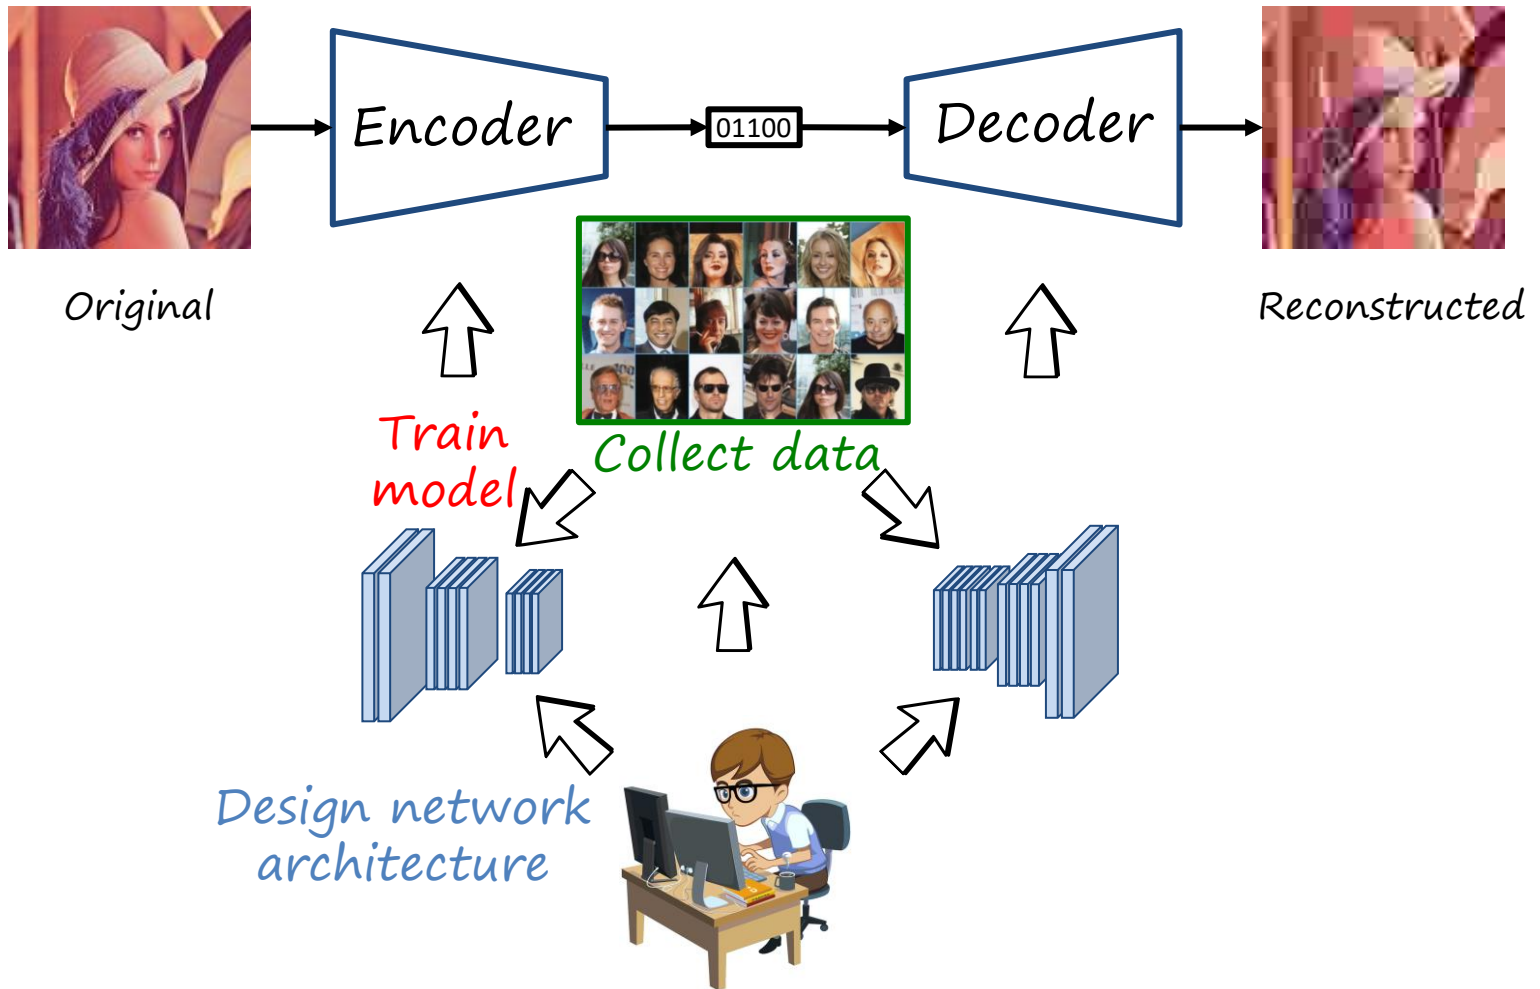 Encoder
01100
Decoder
Original
Reconstructed
Train
model
Collect data
Design network
architecture